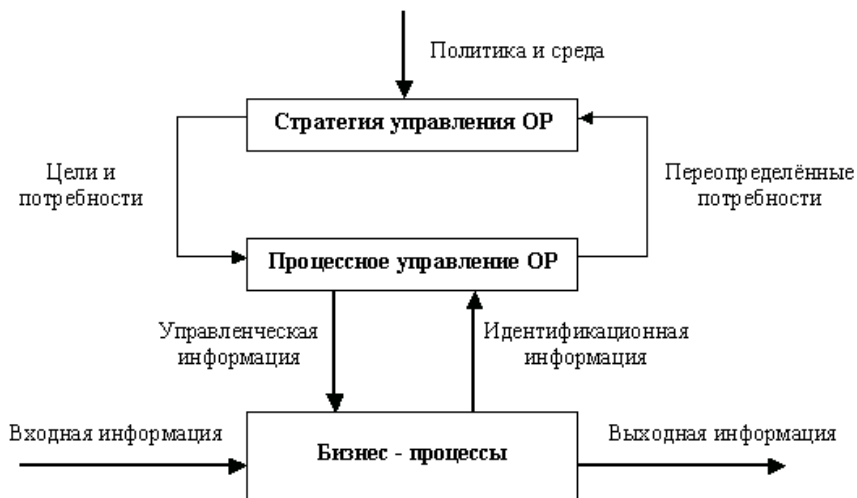 Политика и среда
Стратегия управления ОР
Цели и
потребности
Переопределённые
потребности
Процессное управление ОР
Управленческая
информация
Идентификационная
информация
Входная информация
Бизнес - процессы
Выходная информация